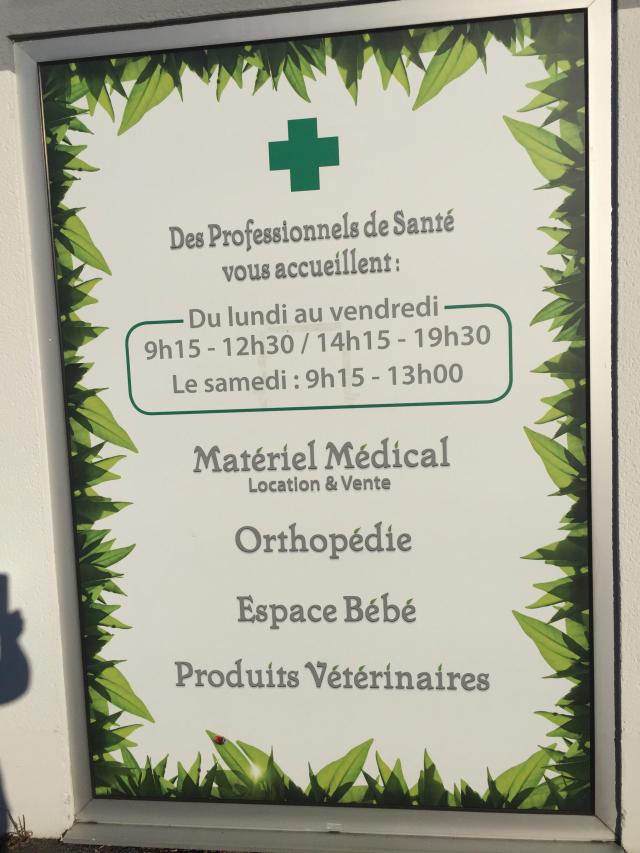 Des Professionnels de Santé
vous accueillent :
Du lundi au vendredi
9h15 - 12h30 / 14h15 - 19h30
Le samedi : 9h15 - 13h00
Matériel Médical
Location & Vente
Orthopédie
Espace Bébé
Produits Vétérinaires